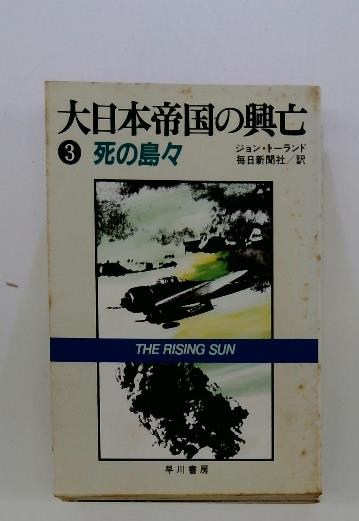 大日本帝国の興亡
❸ 死の島々
ジョン・トーランド
毎日新聞社/訳
THE RISING SUN
早川書房